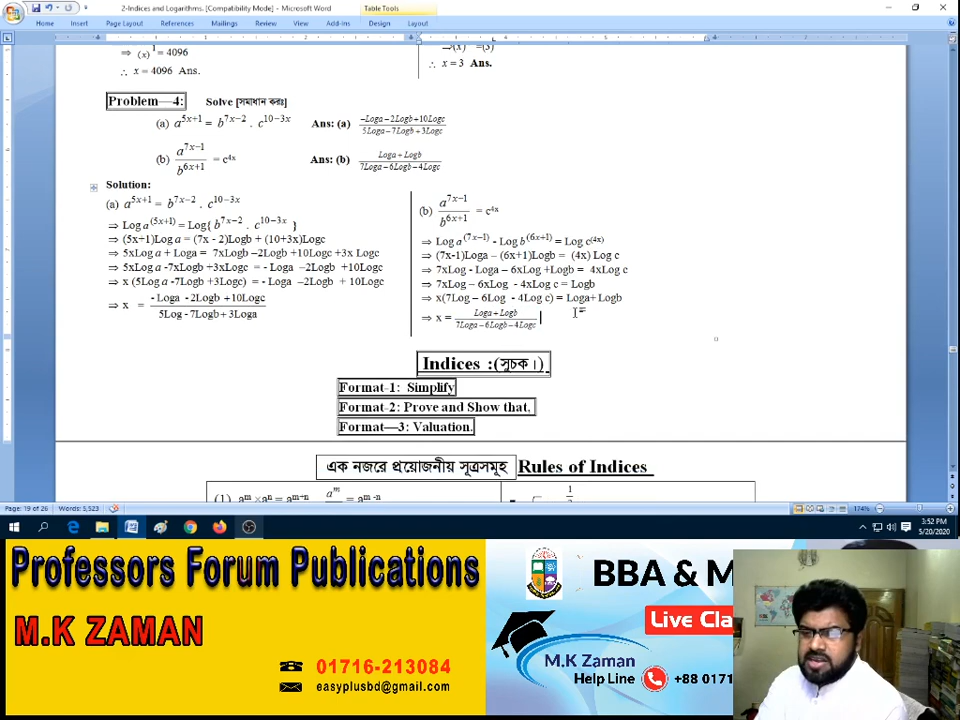 2-Indices and Logarithms. [Compatibility Mode] - Microsoft Word
Table Tools
Home Insert Page Layout References Mailings Review View Add-ins Design Layout
⇒ (x)¹ = 4096
∴ x = 4096 Ans.
⇒(x) =(3)
∴ x = 3 Ans.
Problem—4: Solve [সমাধান করঃ]
(a) a^{5x+1} = b^{7x−2} . c^{10−3x} Ans: (a) \frac{−Loga−2Logb+10Logc}{5Loga−7Logb+3Logc}
(b) \frac{a^{7x−1}}{b^{6x+1}} = c^{4x} Ans: (b) \frac{Loga+Logb}{7Loga−6Logb−4Logc}
Solution:
(a) a^{5x+1} = b^{7x−2} . c^{10−3x}
⇒ Log a^{(5x+1)} = Log{ b^{7x−2} . c^{10−3x} }
⇒ (5x+1)Log a = (7x - 2)Logb + (10+3x)Logc
⇒ 5xLog a + Loga = 7xLogb –2Logb +10Logc +3x Logc
⇒ 5xLog a -7xLogb +3xLogc = - Loga –2Logb +10Logc
⇒ x (5Log a -7Logb +3Logc) = - Loga –2Logb + 10Logc
⇒ x = \frac{- Loga - 2Logb + 10Logc}{5Log - 7Logb + 3Loga}
(b) \frac{a^{7x−1}}{b^{6x+1}} = c^{4x}
⇒ Log a^{(7x−1)} - Log b^{(6x+1)} = Log c^{(4x)}
⇒ (7x-1)Loga – (6x+1)Logb = (4x) Log c
⇒ 7xLog - Loga – 6xLog +Logb = 4xLog c
⇒ 7xLog – 6xLog - 4xLog c = Logb
⇒ x(7Log – 6Log - 4Log c) = Loga+ Logb
⇒ x = \frac{Loga+Logb}{7Loga−6Logb−4Logc}
Indices :(সূচক।)
Format-1: Simplify
Format-2: Prove and Show that,
Format—3: Valuation.
এক নজরে প্রয়োজনীয় সূত্রসমূহ Rules of Indices
(1) a^m ×a^n = a^{m+n} \frac{a^m}{} = a^{m -n}
Page: 19 of 26 Words: 5,523
174%
3:52 PM
5/20/2020
Professors Forum Publications
M.K ZAMAN
01716-213084
easyplusbd@gmail.com
BBA & M
Live Cla
M.K Zaman
Help Line +88 0171